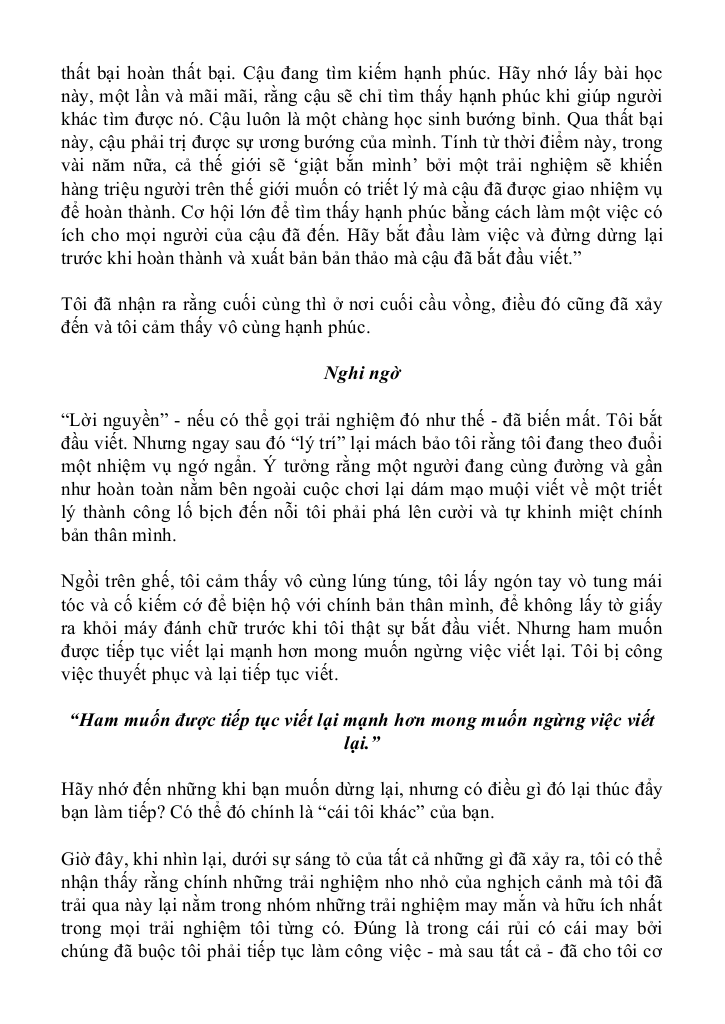 thất bại hoàn thất bại. Cậu đang tìm kiếm hạnh phúc. Hãy nhớ lấy bài học
này, một lần và mãi mãi, rằng cậu sẽ chỉ tìm thấy hạnh phúc khi giúp người
khác tìm được nó. Cậu luôn là một chàng học sinh bướng bỉnh. Qua thất bại
này, cậu phải trị được sự ương bướng của mình. Tính từ thời điểm này, trong
vài năm nữa, cả thế giới sẽ ‘giật bắn mình’ bởi một trải nghiệm sẽ khiến
hàng triệu người trên thế giới muốn có triết lý mà cậu đã được giao nhiệm vụ
để hoàn thành. Cơ hội lớn để tìm thấy hạnh phúc bằng cách làm một việc có
ích cho mọi người của cậu đã đến. Hãy bắt đầu làm việc và đừng dừng lại
trước khi hoàn thành và xuất bản bản thảo mà cậu đã bắt đầu viết.”
Tôi đã nhận ra rằng cuối cùng thì ở nơi cuối cầu vồng, điều đó cũng đã xảy
đến và tôi cảm thấy vô cùng hạnh phúc.
Nghi ngờ
“Lời nguyền” - nếu có thể gọi trải nghiệm đó như thế - đã biến mất. Tôi bắt
đầu viết. Nhưng ngay sau đó “lý trí” lại mách bảo tôi rằng tôi đang theo đuổi
một nhiệm vụ ngớ ngẩn. Ý tưởng rằng một người đang cùng đường và gần
như hoàn toàn nằm bên ngoài cuộc chơi lại dám mạo muội viết về một triết
lý thành công lố bịch đến nỗi tôi phải phá lên cười và tự khinh miệt chính
bản thân mình.
Ngồi trên ghế, tôi cảm thấy vô cùng lúng túng, tôi lấy ngón tay vò tung mái
tóc và cố kiếm cớ để biện hộ với chính bản thân mình, để không lấy tờ giấy
ra khỏi máy đánh chữ trước khi tôi thật sự bắt đầu viết. Nhưng ham muốn
được tiếp tục viết lại mạnh hơn mong muốn ngừng việc viết lại. Tôi bị công
việc thuyết phục và lại tiếp tục viết.
“Ham muốn được tiếp tục viết lại mạnh hơn mong muốn ngừng việc viết
lại.”
Hãy nhớ đến những khi bạn muốn dừng lại, nhưng có điều gì đó lại thúc đẩy
bạn làm tiếp? Có thể đó chính là “cái tôi khác” của bạn.
Giờ đây, khi nhìn lại, dưới sự sáng tỏ của tất cả những gì đã xảy ra, tôi có thể
nhận thấy rằng chính những trải nghiệm nho nhỏ của nghịch cảnh mà tôi đã
trải qua này lại nằm trong nhóm những trải nghiệm may mắn và hữu ích nhất
trong mọi trải nghiệm tôi từng có. Đúng là trong cái rủi có cái may bởi
chúng đã buộc tôi phải tiếp tục làm công việc - mà sau tất cả - đã cho tôi cơ